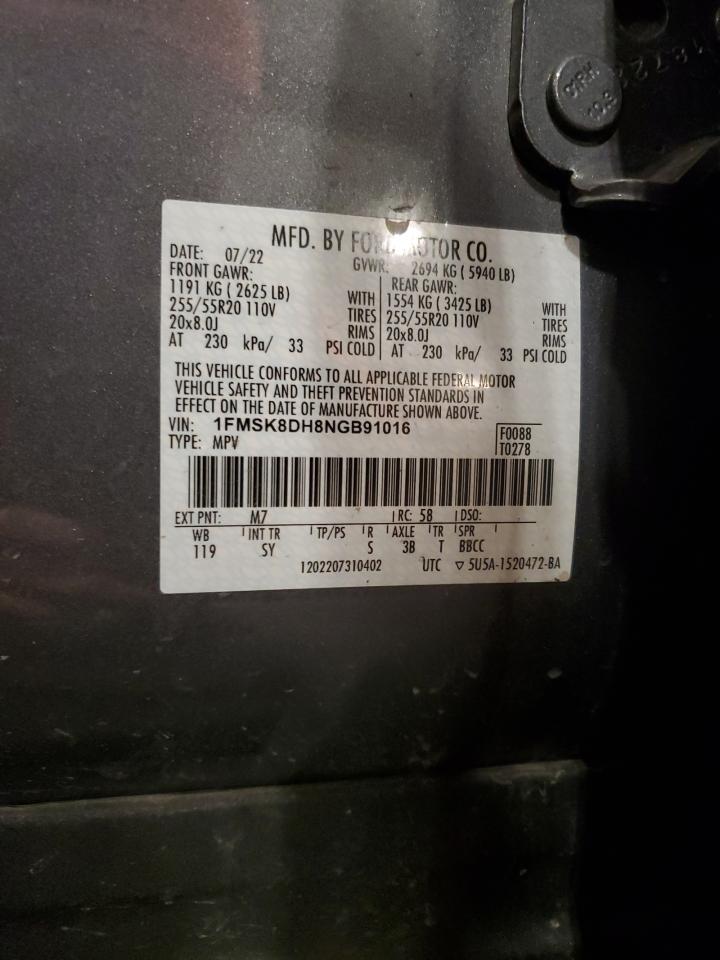 MFD. BY FORD MOTOR CO.
DATE: 07/22 GVWR: 2694 KG ( 5940 LB)
FRONT GAWR: REAR GAWR:
1191 KG ( 2625 LB) WITH 1554 KG ( 3425 LB) WITH
255/55R20 110V TIRES 255/55R20 110V TIRES
20x8.0J RIMS 20x8.0J RIMS
AT 230 kPa/ 33 PSI COLD AT 230 kPa/ 33 PSI COLD
THIS VEHICLE CONFORMS TO ALL APPLICABLE FEDERAL MOTOR
VEHICLE SAFETY AND THEFT PREVENTION STANDARDS IN
EFFECT ON THE DATE OF MANUFACTURE SHOWN ABOVE.
VIN: 1FMSK8DH8NGB91016 F0088
TYPE: MPV T0278
EXT PNT: M7 RC: 58 DSO:
WB INT TR TP/PS R AXLE TR SPR
119 SY S 3B T BBCC
1202207310402 UTC ▽ 5U5A-1520472-BA